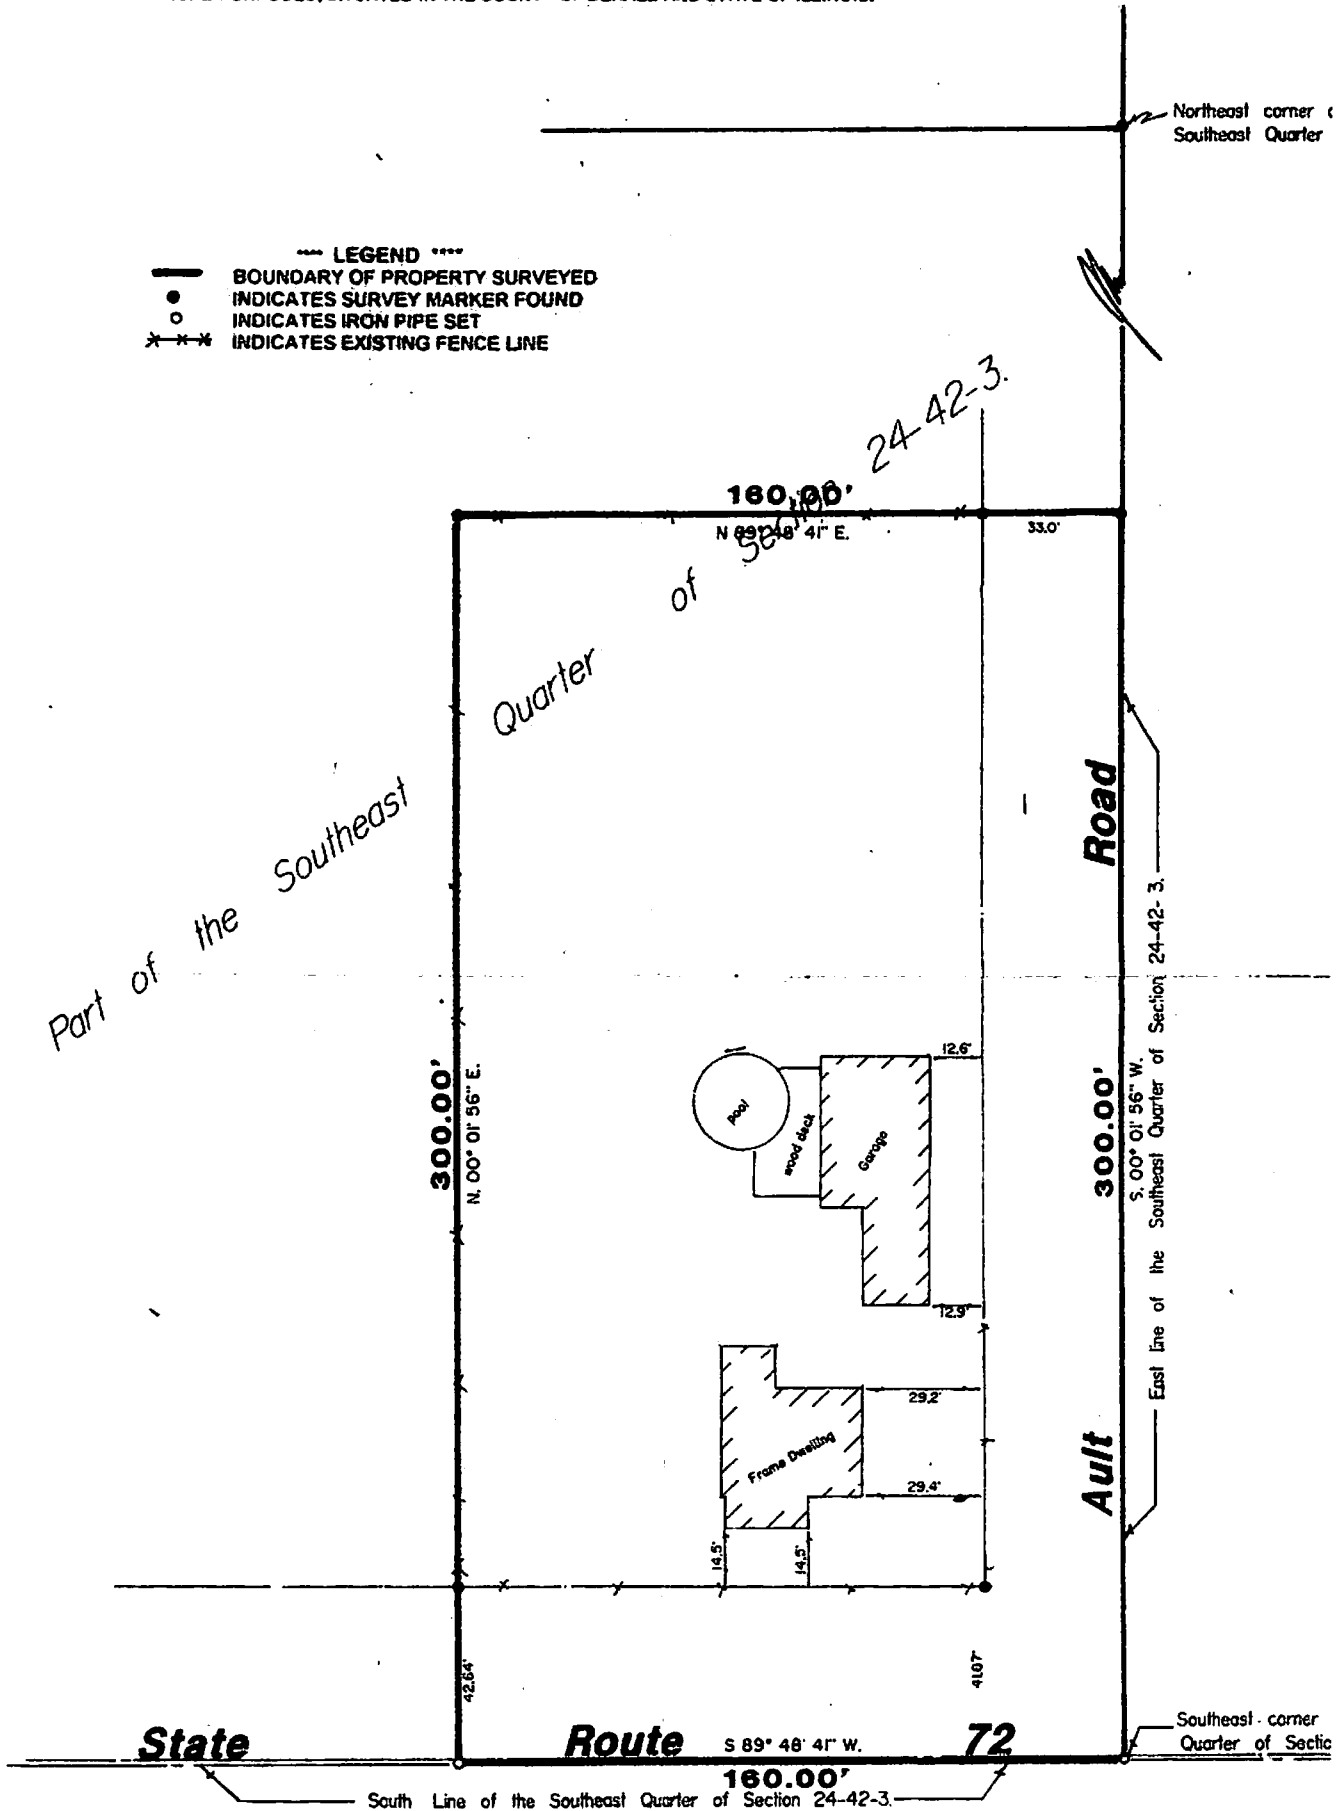 Northeast corner
Southeast Quarter
---- LEGEND ****
BOUNDARY OF PROPERTY SURVEYED
INDICATES SURVEY MARKER FOUND
INDICATES IRON PIPE SET
INDICATES EXISTING FENCE LINE
Part of the Southeast Quarter of Section 24-42-3.
160.00'
N 89° 48' 41" E.
33.0'
Road
Ault
300.00'
N. 00° 01' 56" E.
300.00'
S. 00° 01' 56" W.
East Line of the Southeast Quarter of Section 24-42-3.
12.6'
pool
wood deck
Garage
12.9'
29.2'
Frame Dwelling
29.4'
14.5'
14.5'
42.64'
41.07'
State Route 72
S 89° 48' 41" W.
160.00'
South Line of the Southeast Quarter of Section 24-42-3.
Southeast corner
Quarter of Sectio